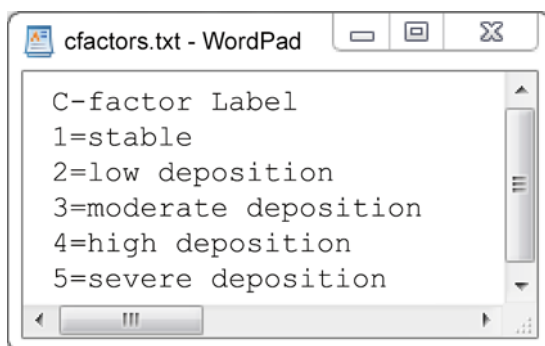 cfactors.txt - WordPad
C-factor Label
1=stable
2=low deposition
3=moderate deposition
4=high deposition
5=severe deposition